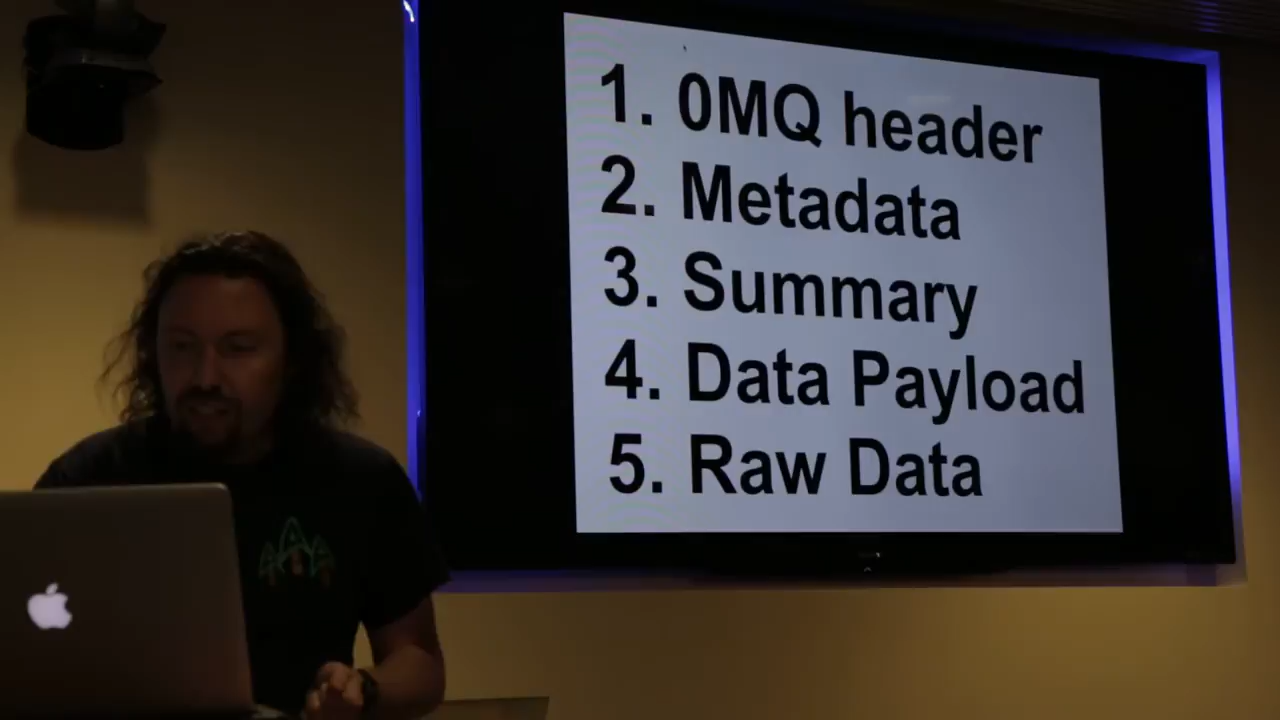 1. 0MQ header
2. Metadata
3. Summary
4. Data Payload
5. Raw Data